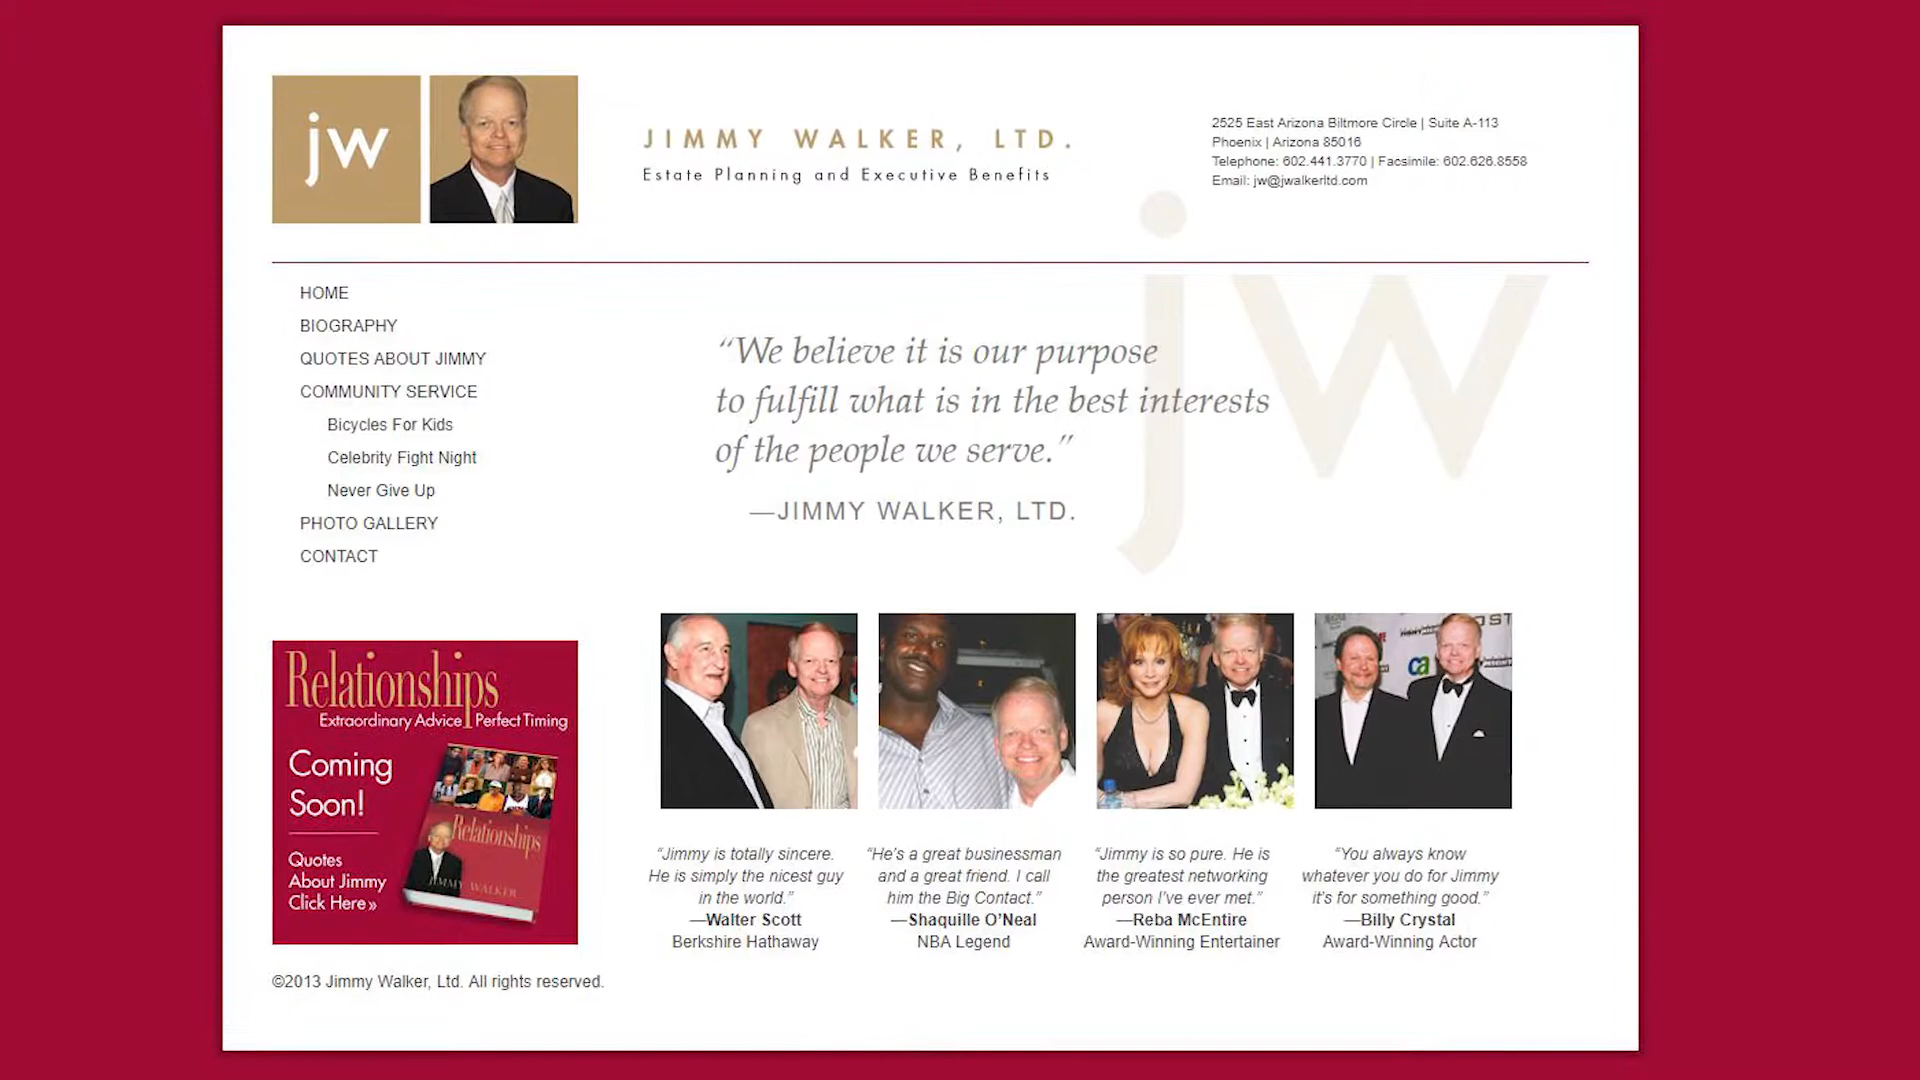 jw
JIMMY WALKER, LTD.
Estate Planning and Executive Benefits
2525 East Arizona Biltmore Circle | Suite A-113
Phoenix | Arizona 85016
Telephone: 602.441.3770 | Facsimile: 602.626.8558
Email: jw@jwalkerltd.com
jw
HOME
BIOGRAPHY
QUOTES ABOUT JIMMY
COMMUNITY SERVICE
Bicycles For Kids
Celebrity Fight Night
Never Give Up
PHOTO GALLERY
CONTACT
“We believe it is our purpose
to fulfill what is in the best interests
of the people we serve.”
—JIMMY WALKER, LTD.
Relationships
Extraordinary Advice Perfect Timing
Coming
Soon!
Quotes
About Jimmy
Click Here »
Relationships
JIMMY WALKER
ca
“Jimmy is totally sincere.
He is simply the nicest guy
in the world.”
—Walter Scott
Berkshire Hathaway
“He’s a great businessman
and a great friend. I call
him the Big Contact.”
—Shaquille O’Neal
NBA Legend
“Jimmy is so pure. He is
the greatest networking
person I’ve ever met.”
—Reba McEntire
Award-Winning Entertainer
“You always know
whatever you do for Jimmy
it’s for something good.”
—Billy Crystal
Award-Winning Actor
©2013 Jimmy Walker, Ltd. All rights reserved.